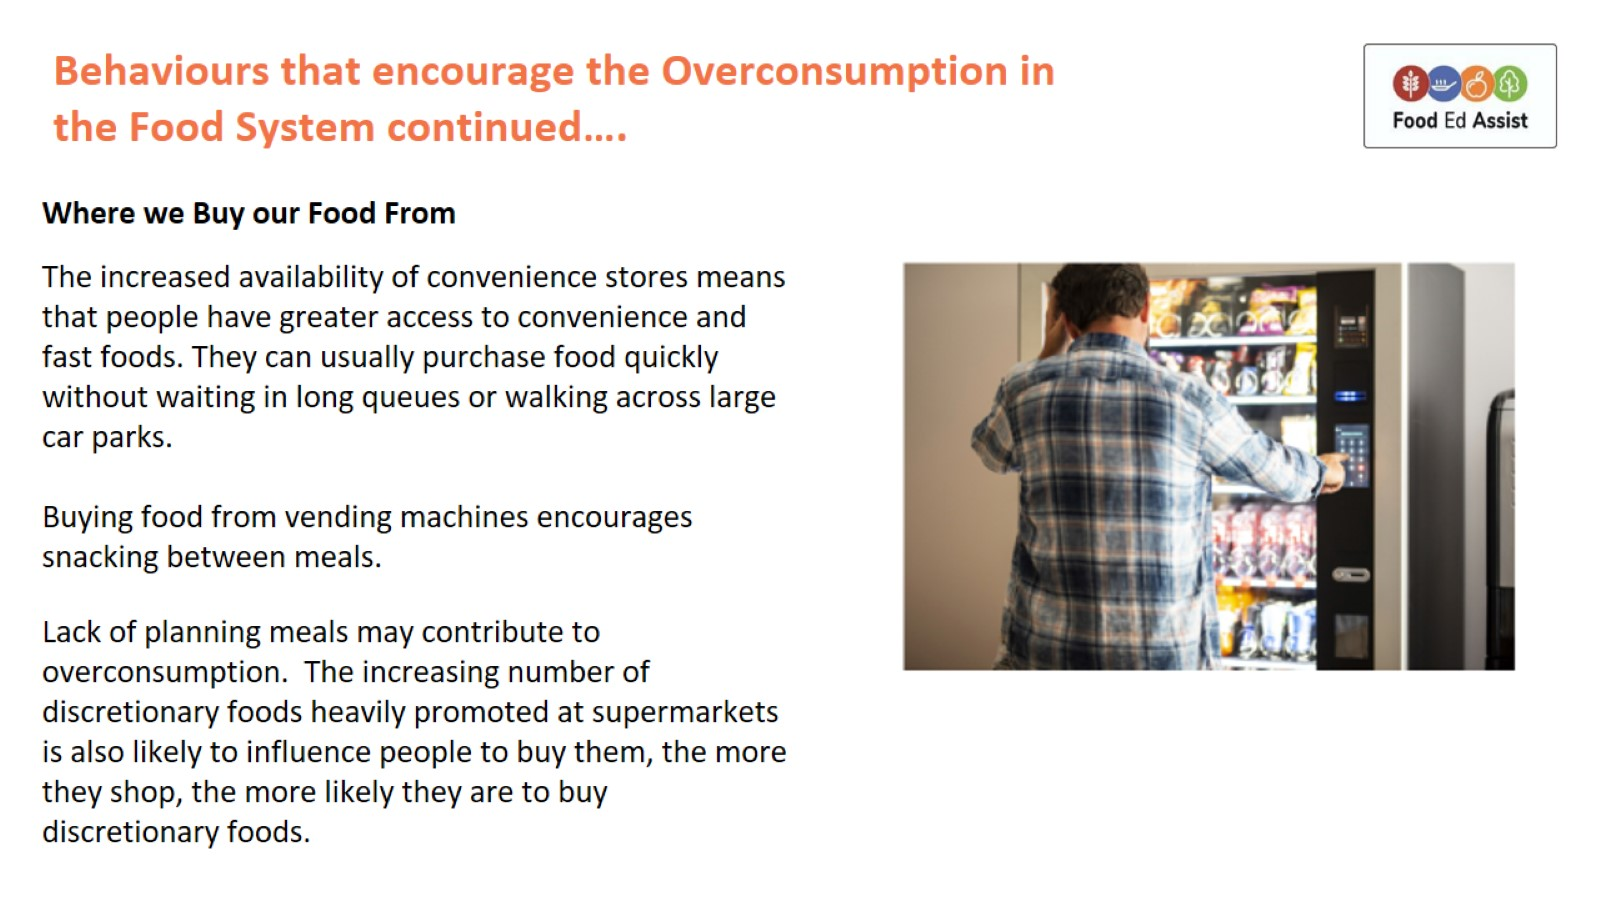 Behaviours that encourage the Overconsumption in
the Food System continued....
Food Ed Assist
Where we Buy our Food From
The increased availability of convenience stores means
that people have greater access to convenience and
fast foods. They can usually purchase food quickly
without waiting in long queues or walking across large
car parks.
Buying food from vending machines encourages
snacking between meals.
Lack of planning meals may contribute to
overconsumption.  The increasing number of
discretionary foods heavily promoted at supermarkets
is also likely to influence people to buy them, the more
they shop, the more likely they are to buy
discretionary foods.